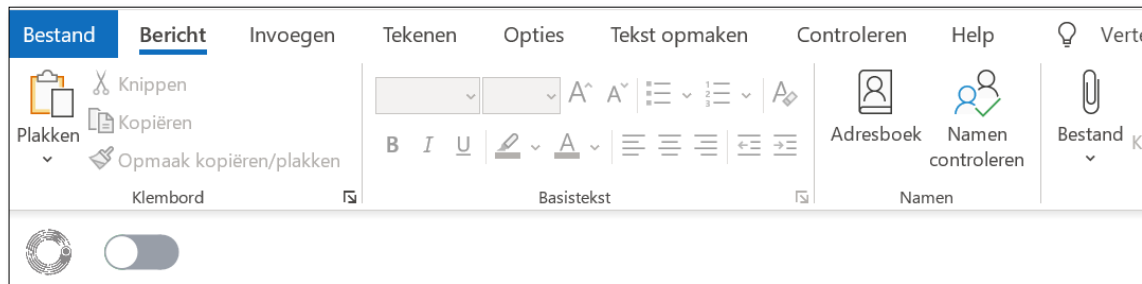 Bestand Bericht Invoegen Tekenen Opties Tekst opmaken Controleren Help
Plakken
Knippen
Kopiëren
Opmaak kopiëren/plakken
Klembord
B I U A
Basistekst
Adresboek
Namen
controleren
Namen
Bestand